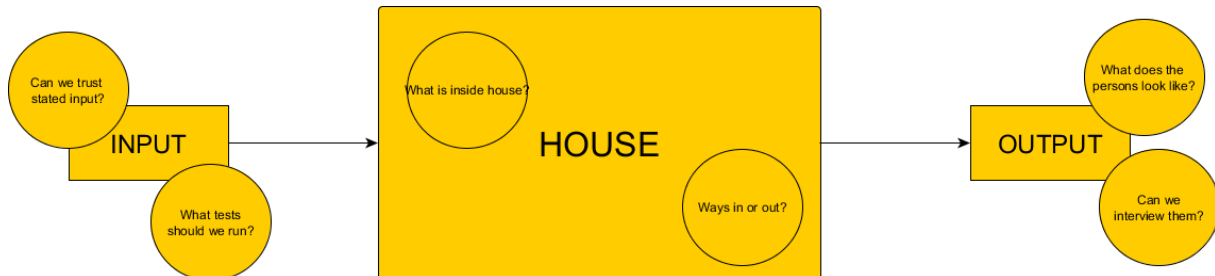 Can we trust
stated input?
INPUT
What tests
should we run?
What is inside house?
HOUSE
Ways in or out?
What does the
persons look like?
OUTPUT
Can we
interview them?